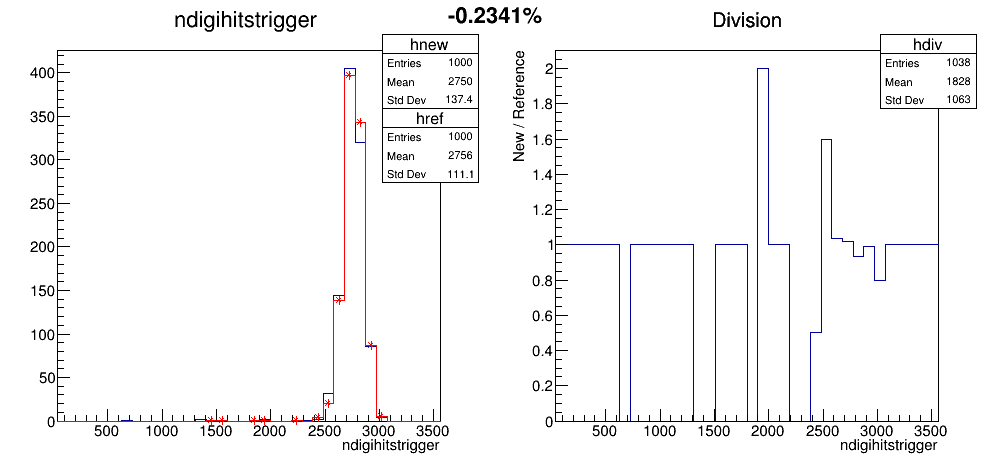 ndigihitstrigger
-0.2341%
Division
hnew
Entries 1000
Mean 2750
Std Dev 137.4
href
Entries 1000
Mean 2756
Std Dev 111.1
400
350
300
250
200
150
100
50
0
500 1000 1500 2000 2500 3000 3500
ndigihitstrigger
hdiv
Entries 1038
Mean 1828
Std Dev 1063
New / Reference
2
1.8
1.6
1.4
1.2
1
0.8
0.6
0.4
0.2
0
500 1000 1500 2000 2500 3000 3500
ndigihitstrigger